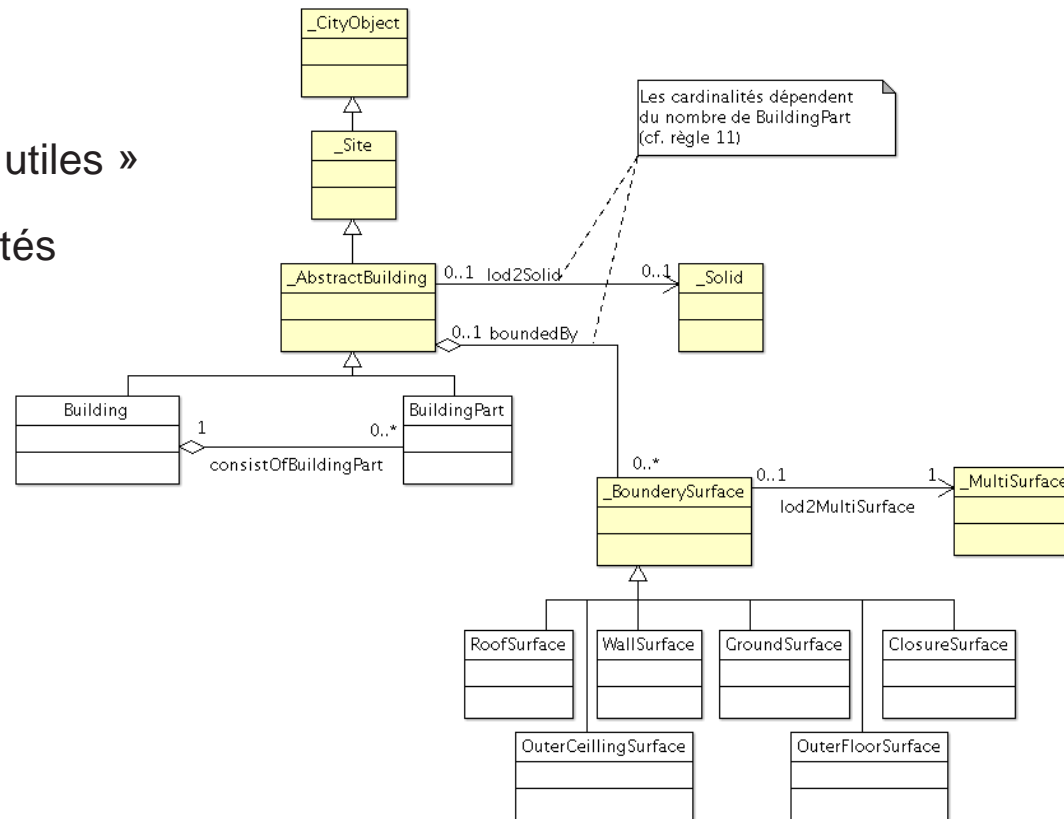 _CityObject
Les cardinalités dépendent
du nombre de BuildingPart
(cf. règle 11)
utiles »
_Site
tés
_AbstractBuilding
0..1 lod2Solid
0..1
_Solid
0..1 boundedBy
Building
BuildingPart
1
0..*
consistOfBuildingPart
0..*
_BounderySurface
0..1
1
_MultiSurface
lod2MultiSurface
RoofSurface
WallSurface
GroundSurface
ClosureSurface
OuterCeillingSurface
OuterFloorSurface